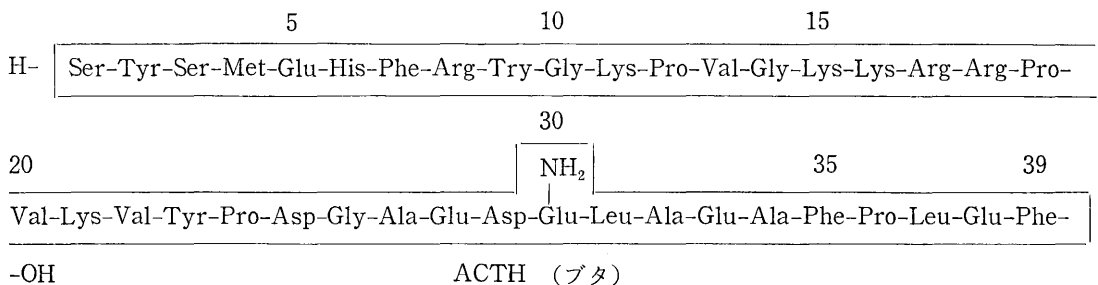 5 10 15
H- Ser-Tyr-Ser-Met-Glu-His-Phe-Arg-Try-Gly-Lys-Pro-Val-Gly-Lys-Lys-Arg-Arg-Pro-
30
20 NH₂ 35 39
Val-Lys-Val-Tyr-Pro-Asp-Gly-Ala-Glu-Asp-Glu-Leu-Ala-Glu-Ala-Phe-Pro-Leu-Glu-Phe-
-OH ACTH (ブタ)